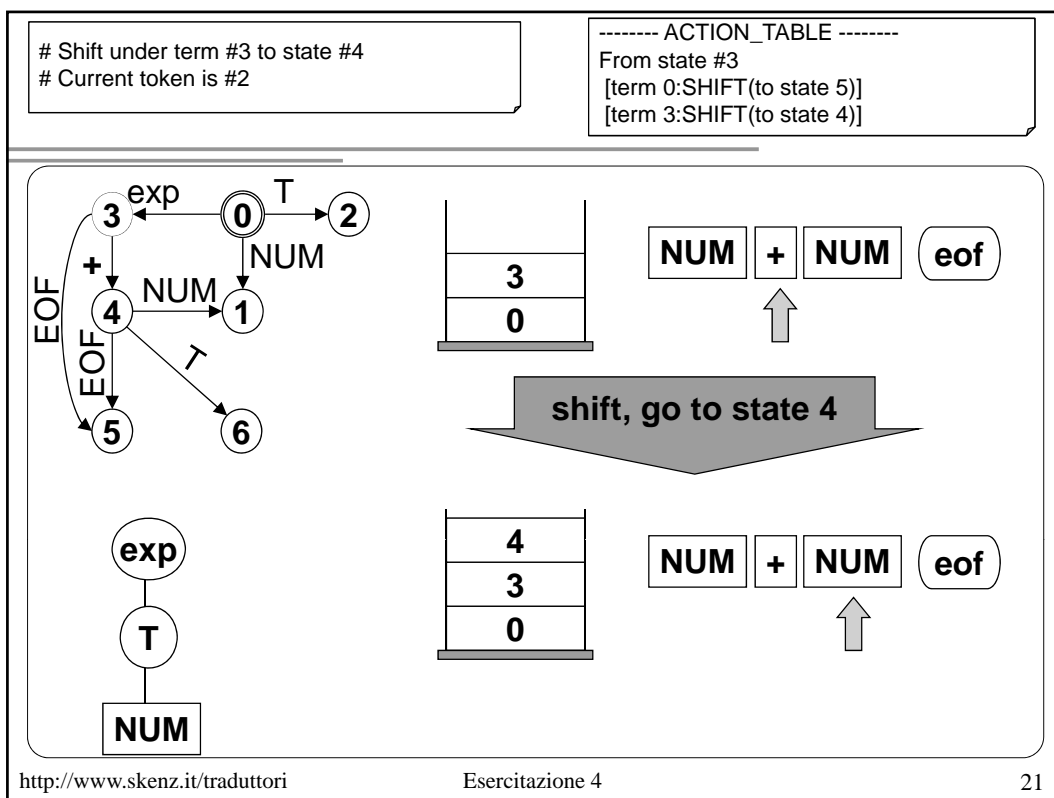 # Shift under term #3 to state #4
# Current token is #2
-------- ACTION_TABLE --------
From state #3
[term 0:SHIFT(to state 5)]
[term 3:SHIFT(to state 4)]
exp T
3 0 2
+ NUM
EOF
NUM
4 1
EOF T
5 6
3
0
NUM + NUM eof
shift, go to state 4
exp
T
NUM
4
3
0
NUM + NUM eof
http://www.skenz.it/traduttori Esercitazione 4 21